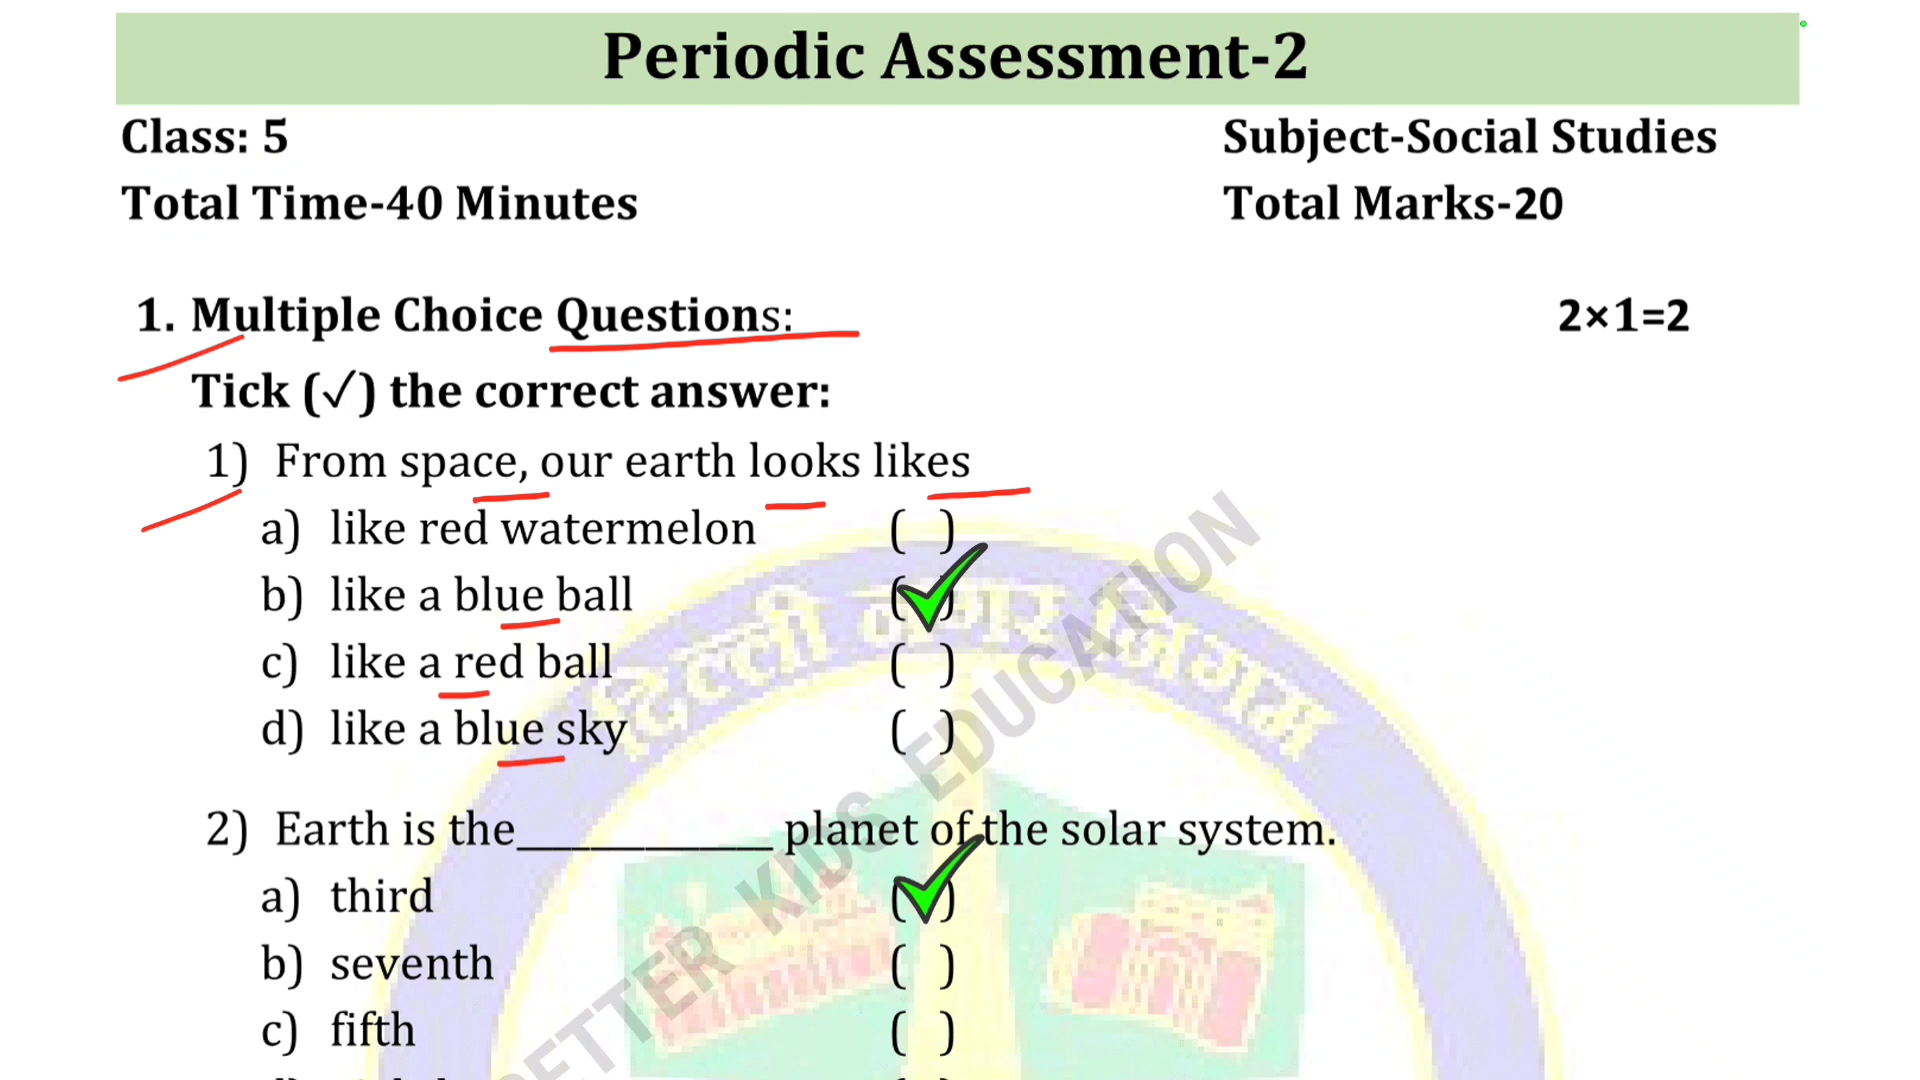 Periodic Assessment-2
Class: 5 Subject-Social Studies
Total Time-40 Minutes Total Marks-20
1. Multiple Choice Questions: 2×1=2
Tick (✓) the correct answer:
1) From space, our earth looks likes
a) like red watermelon ( )
b) like a blue ball (✓)
c) like a red ball ( )
d) like a blue sky ( )
2) Earth is the____________ planet of the solar system.
a) third (✓)
b) seventh ( )
c) fifth ( )
BETTER KIDS EDUCATION